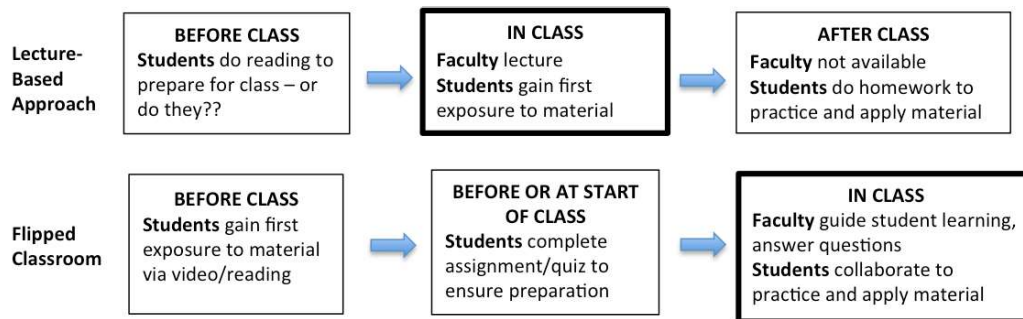 Lecture-
Based
Approach
BEFORE CLASS
Students do reading to
prepare for class – or
do they??
IN CLASS
Faculty lecture
Students gain first
exposure to material
AFTER CLASS
Faculty not available
Students do homework to
practice and apply material
Flipped
Classroom
BEFORE CLASS
Students gain first
exposure to material
via video/reading
BEFORE OR AT START
OF CLASS
Students complete
assignment/quiz to
ensure preparation
IN CLASS
Faculty guide student learning,
answer questions
Students collaborate to
practice and apply material